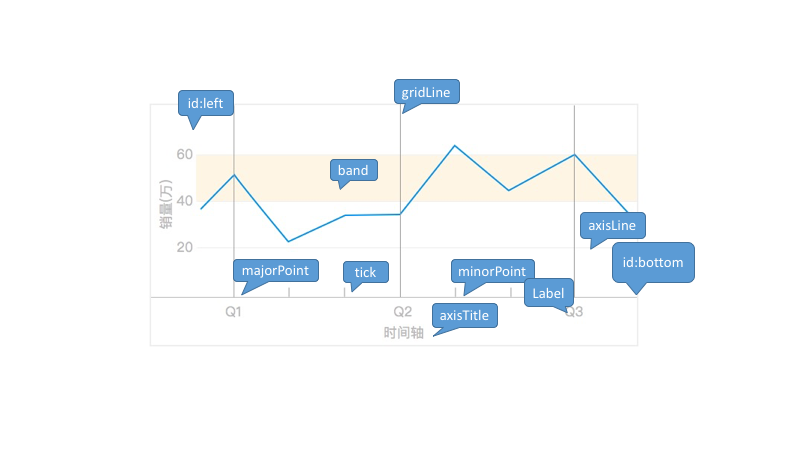 gridLine
id:left
60
band
40
销量(万)
axisLine
20
id:bottom
majorPoint
tick
minorPoint
Label
Q1
Q2
axisTitle
Q3
时间轴